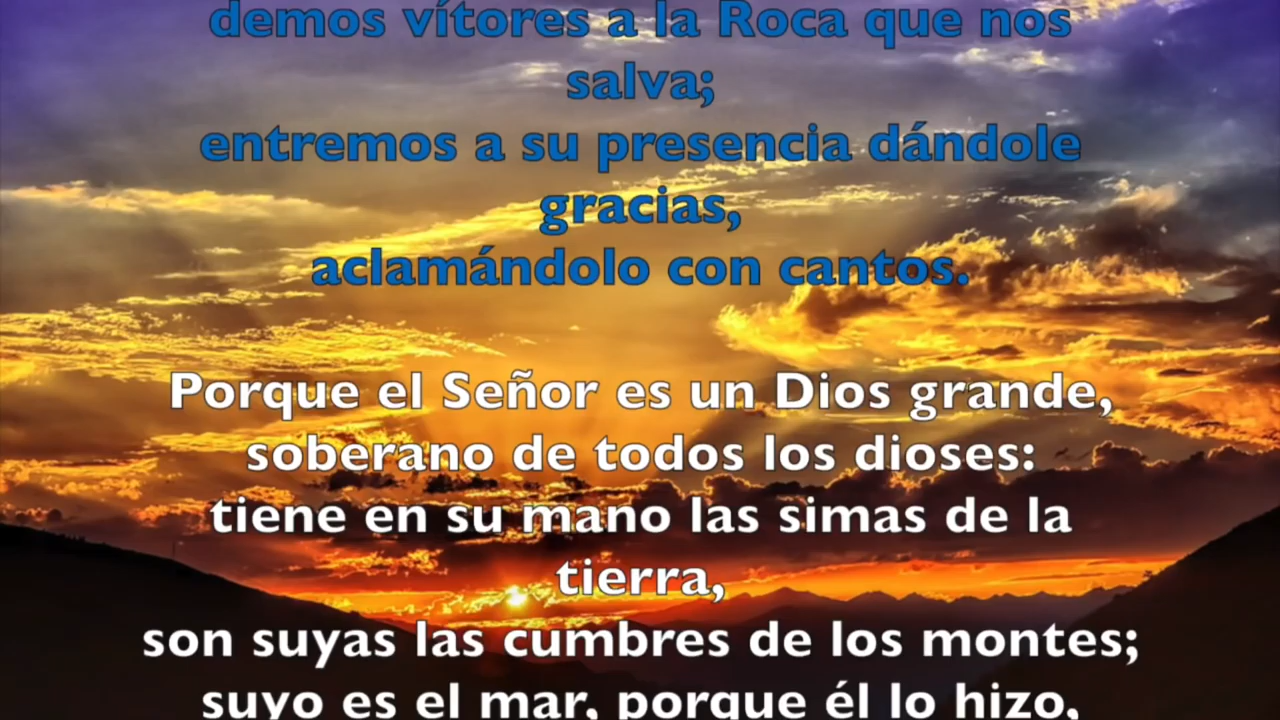 demos vítores a la Roca que nos
salva;
entremos a su presencia dándole
gracias,
aclamándolo con cantos.
Porque el Señor es un Dios grande,
soberano de todos los dioses:
tiene en su mano las simas de la
tierra,
son suyas las cumbres de los montes;
suyo es el mar, porque él lo hizo,